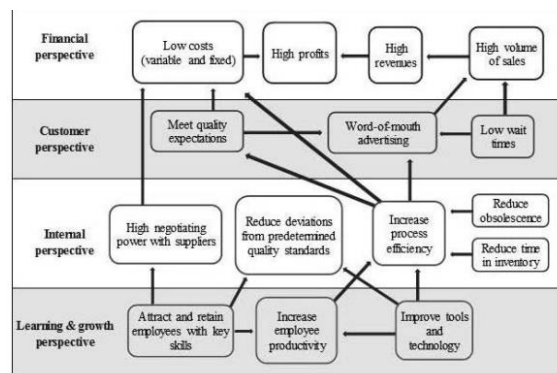 Financial
perspective
Low costs
(variable and fixed)
High profits
High
revenues
High volume
of sales
Customer
perspective
Meet quality
expectations
Word-of-mouth
advertising
Low wait
times
Internal
perspective
High negotiating
power with suppliers
Reduce deviations
from predetermined
quality standards
Increase
process
efficiency
Reduce
obsolescence
Reduce time
in inventory
Learning & growth
perspective
Attract and retain
employees with key
skills
Increase
employee
productivity
Improve tools
and
technology